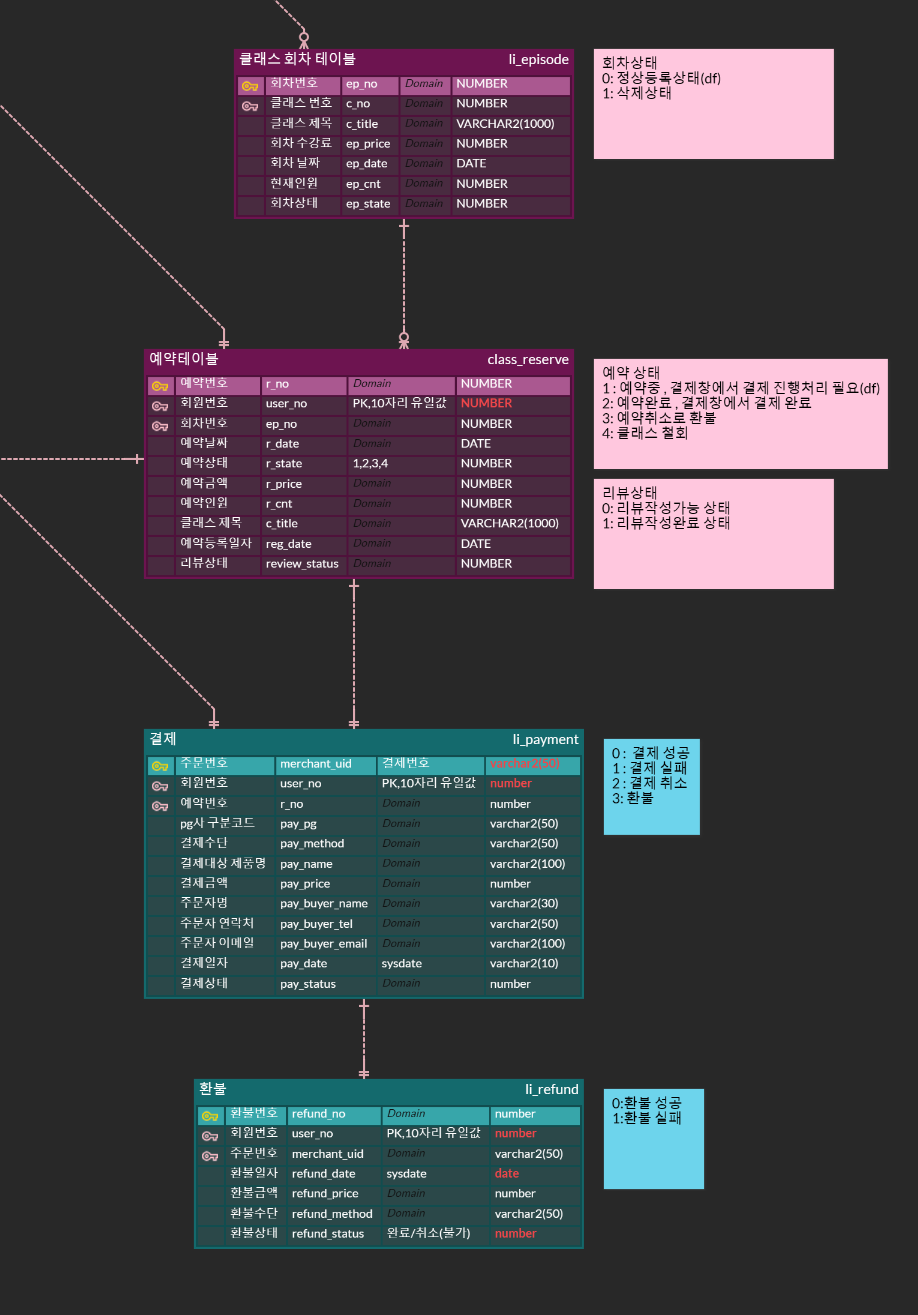 클래스 회차 테이블 li_episode
회차번호 ep_no Domain NUMBER
클래스 번호 c_no Domain NUMBER
클래스 제목 c_title Domain VARCHAR2(1000)
회차 수강료 ep_price Domain NUMBER
회차 날짜 ep_date Domain DATE
현재인원 ep_cnt Domain NUMBER
회차상태 ep_state Domain NUMBER
회차상태
0: 정상등록상태(df)
1: 삭제상태
예약테이블 class_reserve
예약번호 r_no Domain NUMBER
회원번호 user_no PK,10자리 유일값 NUMBER
회차번호 ep_no Domain NUMBER
예약날짜 r_date Domain DATE
예약상태 r_state 1,2,3,4 NUMBER
예약금액 r_price Domain NUMBER
예약인원 r_cnt Domain NUMBER
클래스 제목 c_title Domain VARCHAR2(1000)
예약등록일자 reg_date Domain DATE
리뷰상태 review_status Domain NUMBER
예약 상태
1 : 예약중 , 결제창에서 결제 진행처리 필요(df)
2: 예약완료 , 결제창에서 결제 완료
3: 예약취소로 환불
4: 클래스 철회
리뷰상태
0: 리뷰작성가능 상태
1: 리뷰작성완료 상태
결제 li_payment
주문번호 merchant_uid 결제번호 varchar2(50)
회원번호 user_no PK,10자리 유일값 number
예약번호 r_no Domain number
pg사 구분코드 pay_pg Domain varchar2(50)
결제수단 pay_method Domain varchar2(50)
결제대상 제품명 pay_name Domain varchar2(100)
결제금액 pay_price Domain number
주문자명 pay_buyer_name Domain varchar2(30)
주문자 연락처 pay_buyer_tel Domain varchar2(50)
주문자 이메일 pay_buyer_email Domain varchar2(100)
결제일자 pay_date sysdate varchar2(10)
결제상태 pay_status Domain number
0 : 결제 성공
1 : 결제 실패
2 : 결제 취소
3: 환불
환불 li_refund
환불번호 refund_no Domain number
회원번호 user_no PK,10자리 유일값 number
주문번호 merchant_uid Domain varchar2(50)
환불일자 refund_date sysdate date
환불금액 refund_price Domain number
환불수단 refund_method Domain varchar2(50)
환불상태 refund_status 완료/취소(불가) number
0:환불 성공
1:환불 실패